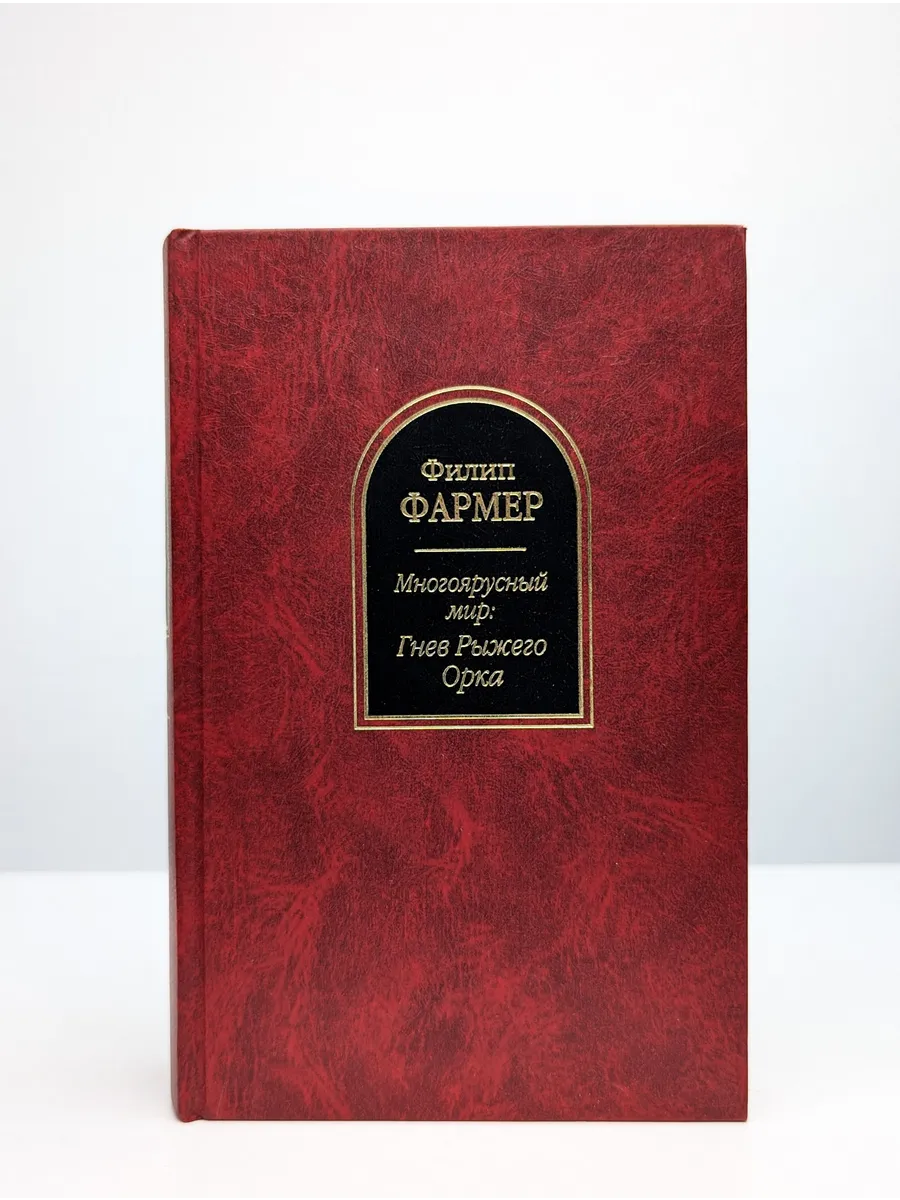 Филип
ФАРМЕР
Многоярусный
мир:
Гнев Рыжего
Орка